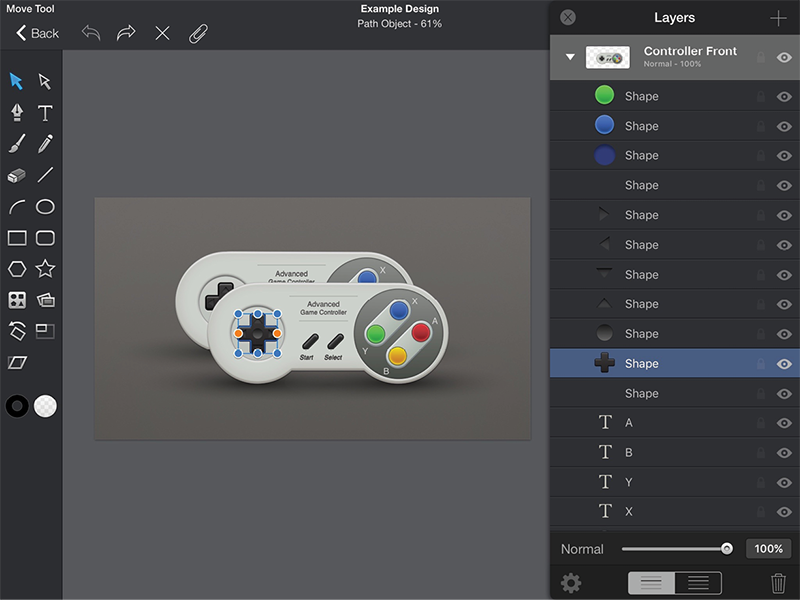 Move Tool
Example Design
Path Object - 61%
Back
Layers
Controller Front
Normal - 100%
Shape
Shape
Shape
Shape
Shape
Shape
Shape
Shape
Shape
Shape
Shape
T A
T B
T Y
T X
Normal
100%
T
Advanced
Game Controller
X
Advanced
Game Controller
Start
Select
X
A
Y
B